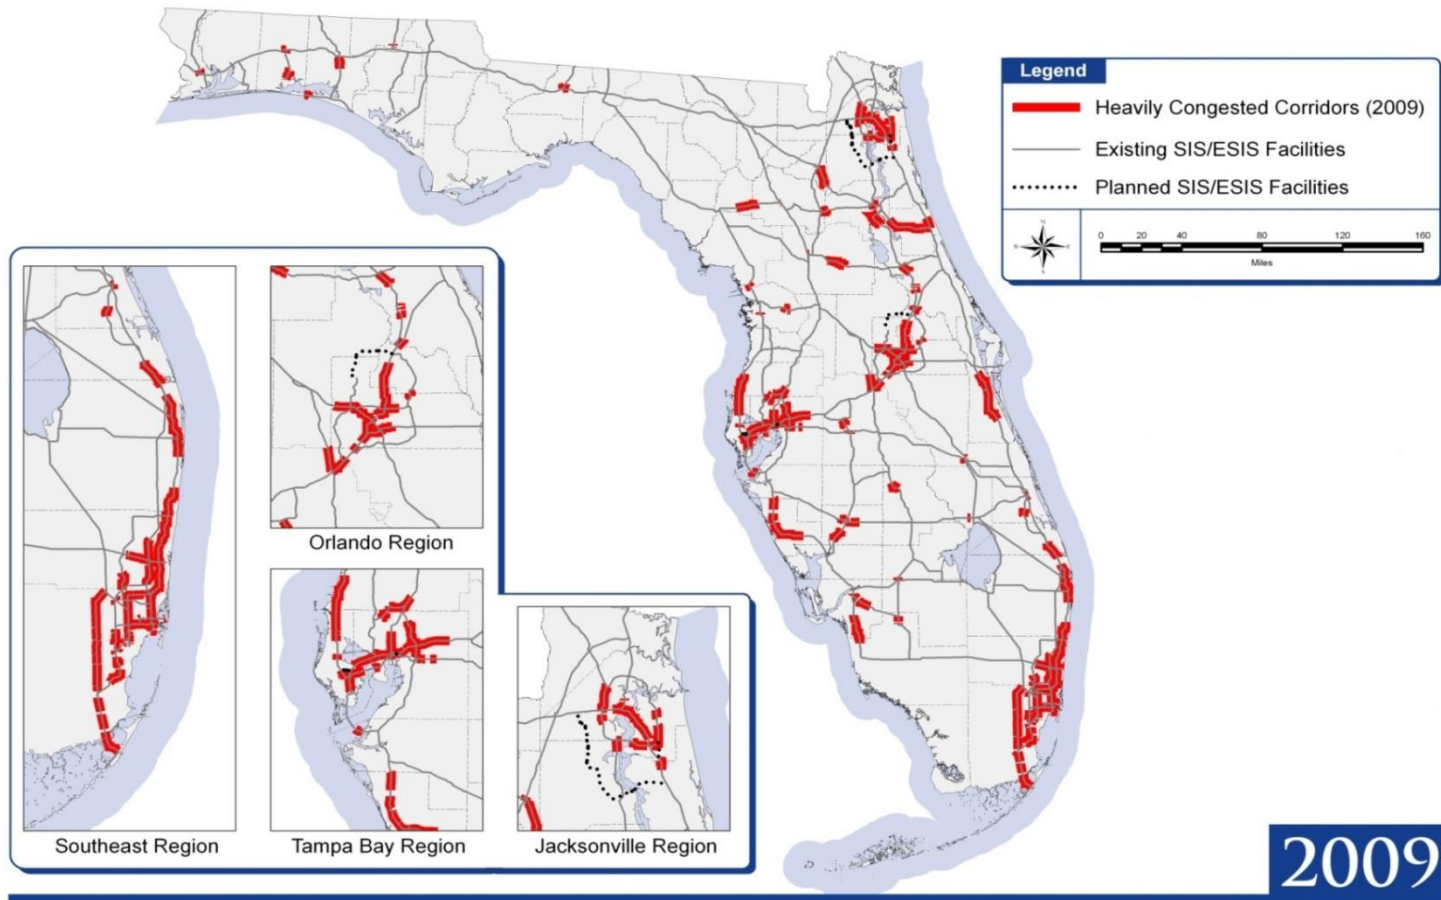 Legend
Heavily Congested Corridors (2009)
Existing SIS/ESIS Facilities
Planned SIS/ESIS Facilities
N
W
E
S
0 20 40 80 120 160
Miles
Orlando Region
Southeast Region
Tampa Bay Region
Jacksonville Region
2009